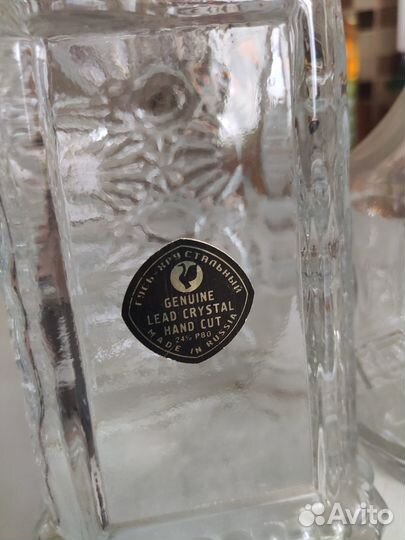 ГУСЬ-ХРУСТАЛЬНЫЙ
GENUINE
LEAD CRYSTAL
HAND CUT
24% PBO
MADE IN RUSSIA
Avito